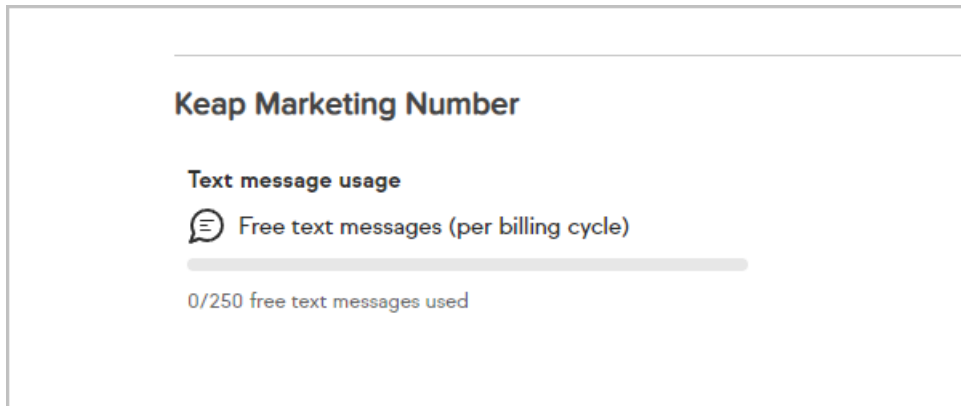 Keap Marketing Number
Text message usage
Free text messages (per billing cycle)
0/250 free text messages used